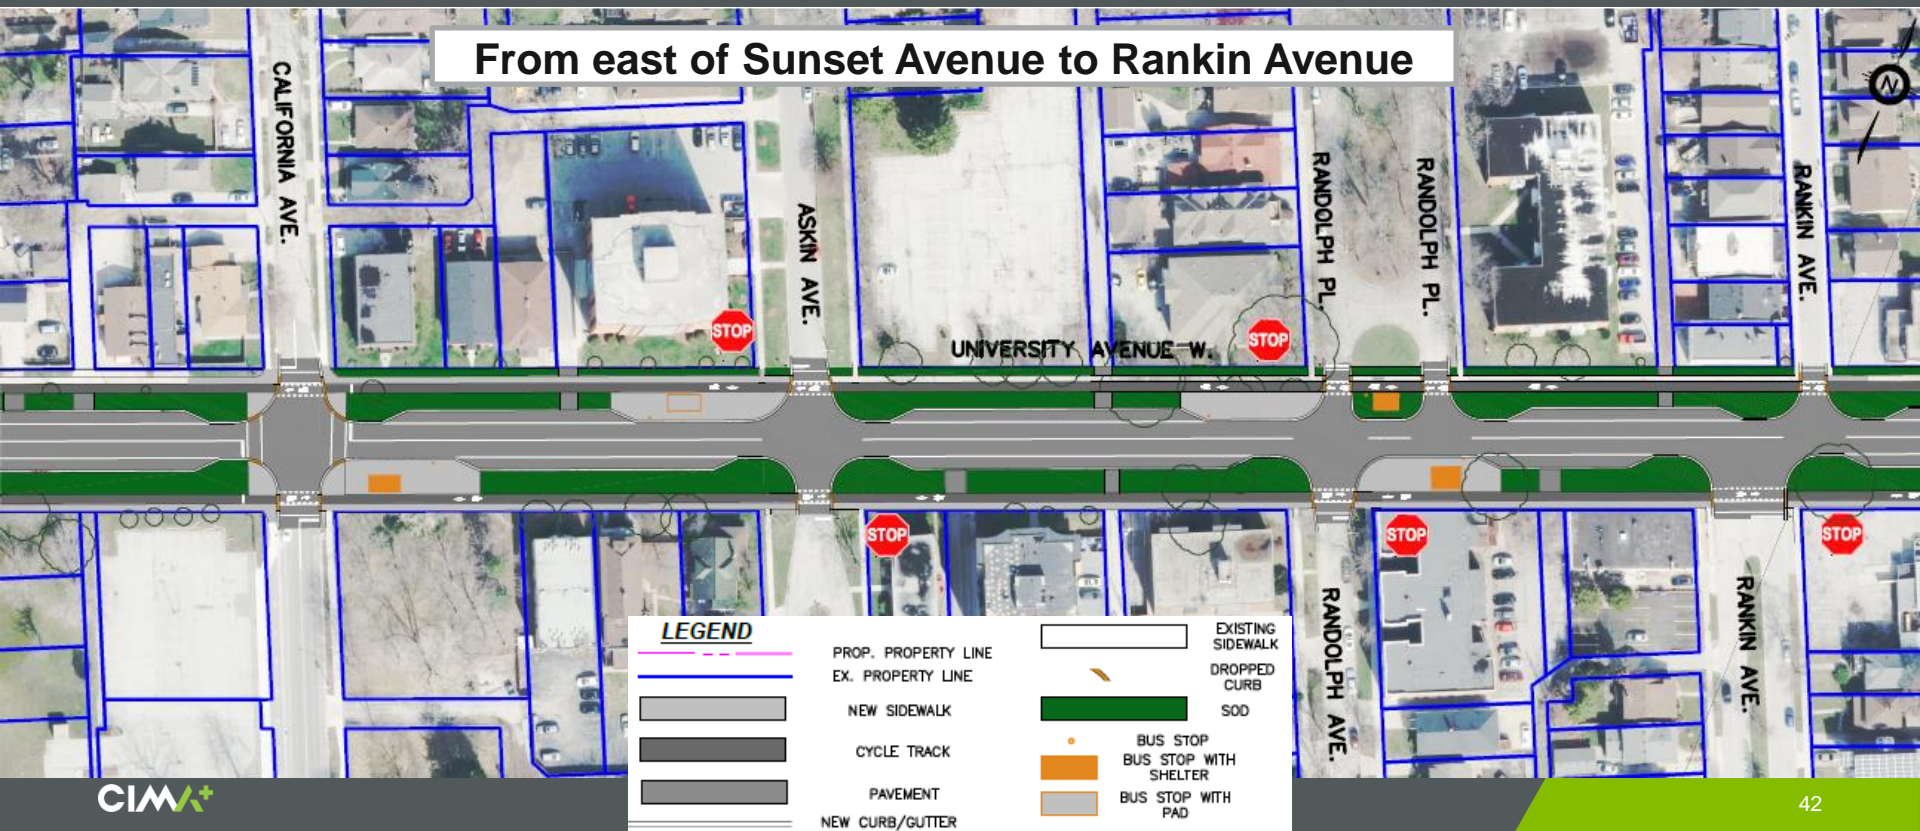 From east of Sunset Avenue to Rankin Avenue
N
CALIFORNIA AVE.
ASKIN AVE.
RANDOLPH PL.
RANDOLPH PL.
RANKIN AVE.
STOP
STOP
UNIVERSITY AVENUE W.
STOP
STOP
STOP
RANDOLPH AVE.
RANKIN AVE.
LEGEND
PROP. PROPERTY LINE
EX. PROPERTY LINE
NEW SIDEWALK
CYCLE TRACK
PAVEMENT
NEW CURB/GUTTER
EXISTING
SIDEWALK
DROPPED
CURB
SOD
BUS STOP
BUS STOP WITH
SHELTER
BUS STOP WITH
PAD
CIMA+
42